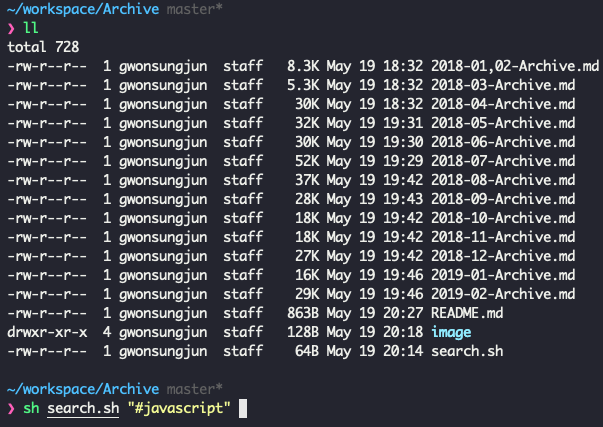 ~/workspace/Archive master*
❯ ll
total 728
-rw-r--r-- 1 gwonsungjun staff 8.3K May 19 18:32 2018-01,02-Archive.md
-rw-r--r-- 1 gwonsungjun staff 5.3K May 19 18:32 2018-03-Archive.md
-rw-r--r-- 1 gwonsungjun staff 30K May 19 18:32 2018-04-Archive.md
-rw-r--r-- 1 gwonsungjun staff 32K May 19 19:31 2018-05-Archive.md
-rw-r--r-- 1 gwonsungjun staff 30K May 19 19:30 2018-06-Archive.md
-rw-r--r-- 1 gwonsungjun staff 52K May 19 19:29 2018-07-Archive.md
-rw-r--r-- 1 gwonsungjun staff 37K May 19 19:42 2018-08-Archive.md
-rw-r--r-- 1 gwonsungjun staff 28K May 19 19:43 2018-09-Archive.md
-rw-r--r-- 1 gwonsungjun staff 18K May 19 19:42 2018-10-Archive.md
-rw-r--r-- 1 gwonsungjun staff 18K May 19 19:42 2018-11-Archive.md
-rw-r--r-- 1 gwonsungjun staff 27K May 19 19:42 2018-12-Archive.md
-rw-r--r-- 1 gwonsungjun staff 16K May 19 19:46 2019-01-Archive.md
-rw-r--r-- 1 gwonsungjun staff 29K May 19 19:46 2019-02-Archive.md
-rw-r--r-- 1 gwonsungjun staff 863B May 19 20:27 README.md
drwxr-xr-x 4 gwonsungjun staff 128B May 19 20:18 image
-rw-r--r-- 1 gwonsungjun staff 64B May 19 20:14 search.sh
~/workspace/Archive master*
❯ sh search.sh "#javascript"